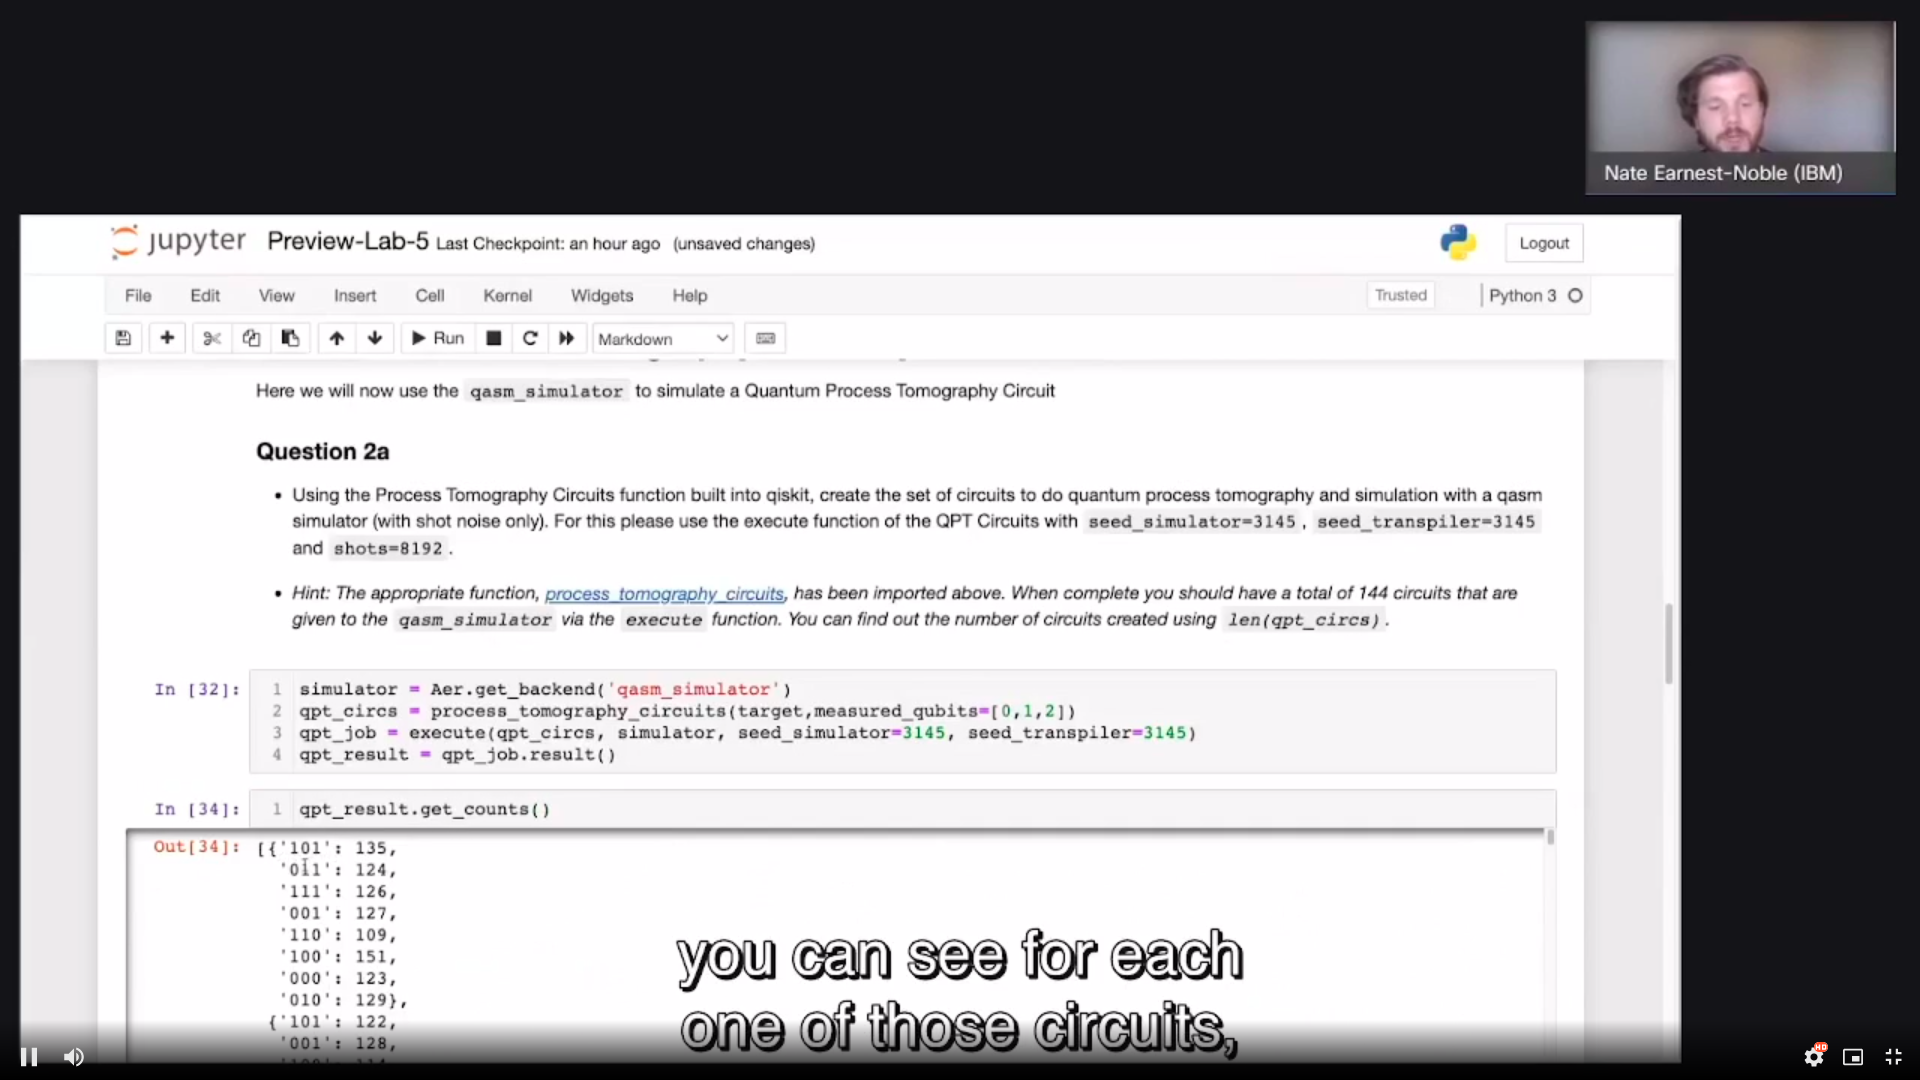 Nate Earnest-Noble (IBM)
jupyter Preview-Lab-5 Last Checkpoint: an hour ago (unsaved changes)
Logout
File Edit View Insert Cell Kernel Widgets Help
Trusted Python 3
Run Markdown
Here we will now use the qasm_simulator to simulate a Quantum Process Tomography Circuit
Question 2a
• Using the Process Tomography Circuits function built into qiskit, create the set of circuits to do quantum process tomography and simulation with a qasm
simulator (with shot noise only). For this please use the execute function of the QPT Circuits with seed_simulator=3145 , seed_transpiler=3145
and shots=8192 .
• Hint: The appropriate function, process_tomography_circuits, has been imported above. When complete you should have a total of 144 circuits that are
given to the qasm_simulator via the execute function. You can find out the number of circuits created using len(qpt_circs) .
In [32]: 1 simulator = Aer.get_backend('qasm_simulator')
2 qpt_circs = process_tomography_circuits(target,measured_qubits=[0,1,2])
3 qpt_job = execute(qpt_circs, simulator, seed_simulator=3145, seed_transpiler=3145)
4 qpt_result = qpt_job.result()
In [34]: 1 qpt_result.get_counts()
Out[34]: [{'101': 135,
'011': 124,
'111': 126,
'001': 127,
'110': 109,
'100': 151,
'000': 123,
'010': 129},
{'101': 122,
'001': 128,
you can see for each
one of those circuits,
HD